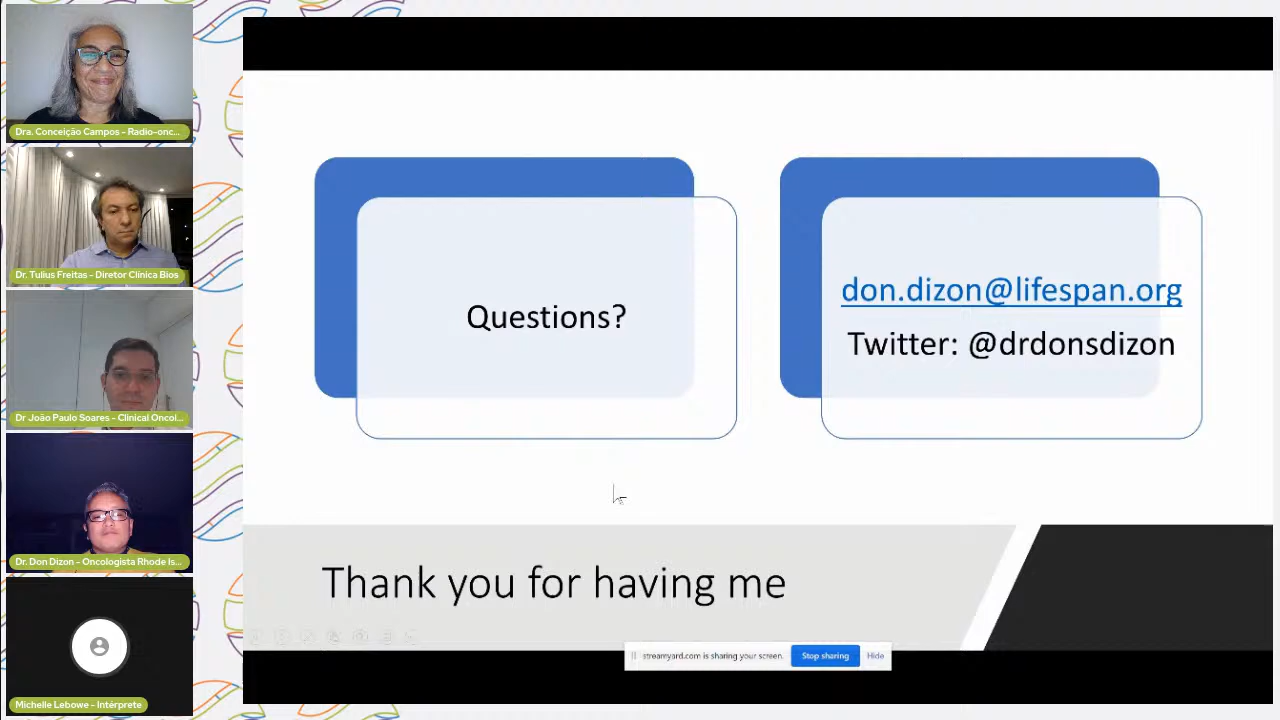 Dra. Conceição Campos - Radio-onc...
Dr. Tulius Freitas - Diretor Clínica Bios
Dr João Paulo Soares - Clinical Oncol...
Dr. Don Dizon - Oncologista Rhode Is...
Michelle Lebowe - Intérprete
Questions?
don.dizon@lifespan.org
Twitter: @drdonsdizon
Thank you for having me
streamyard.com is sharing your screen.
Stop sharing
Hide